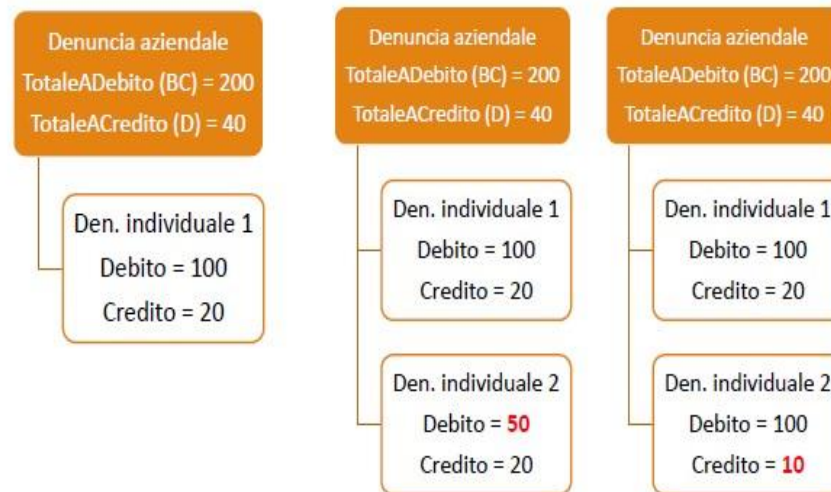 Denuncia aziendale
TotaleADebito (BC) = 200
TotaleACredito (D) = 40
Den. individuale 1
Debito = 100
Credito = 20
Denuncia aziendale
TotaleADebito (BC) = 200
TotaleACredito (D) = 40
Den. individuale 1
Debito = 100
Credito = 20
Den. individuale 2
Debito = 50
Credito = 20
Denuncia aziendale
TotaleADebito (BC) = 200
TotaleACredito (D) = 40
Den. individuale 1
Debito = 100
Credito = 20
Den. individuale 2
Debito = 100
Credito = 10